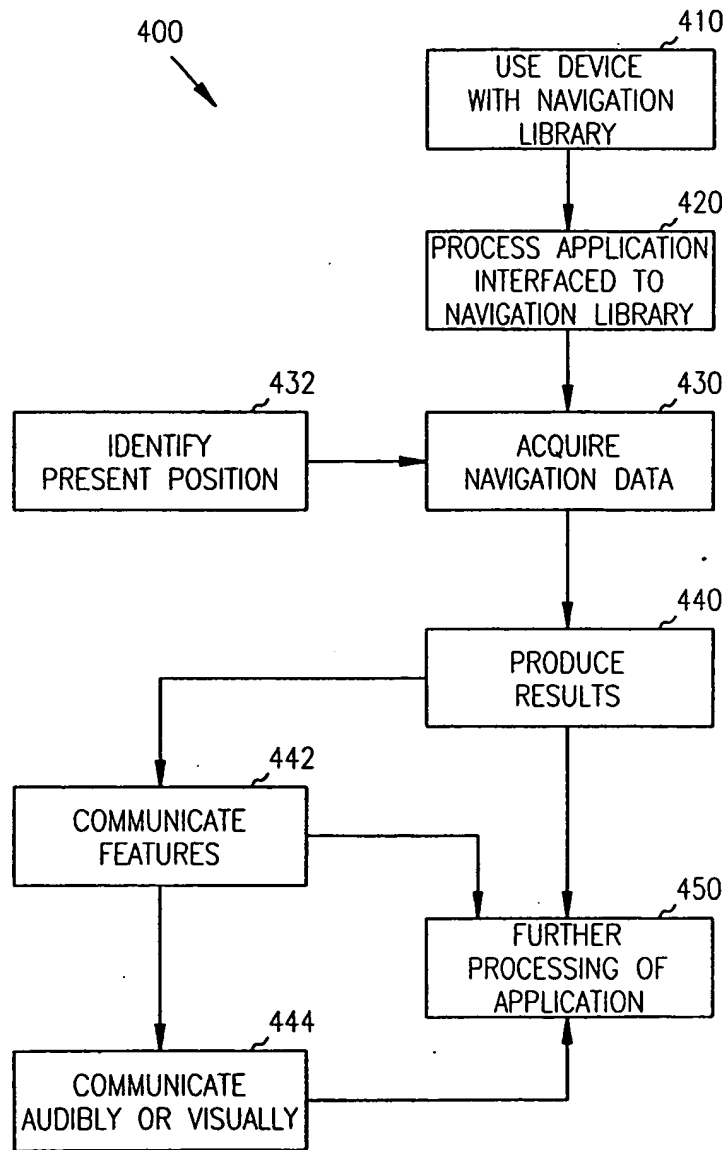 400
410
USE DEVICE
WITH NAVIGATION
LIBRARY
420
PROCESS APPLICATION
INTERFACED TO
NAVIGATION LIBRARY
432
IDENTIFY
PRESENT POSITION
430
ACQUIRE
NAVIGATION DATA
440
PRODUCE
RESULTS
442
COMMUNICATE
FEATURES
450
FURTHER
PROCESSING OF
APPLICATION
444
COMMUNICATE
AUDIBLY OR VISUALLY